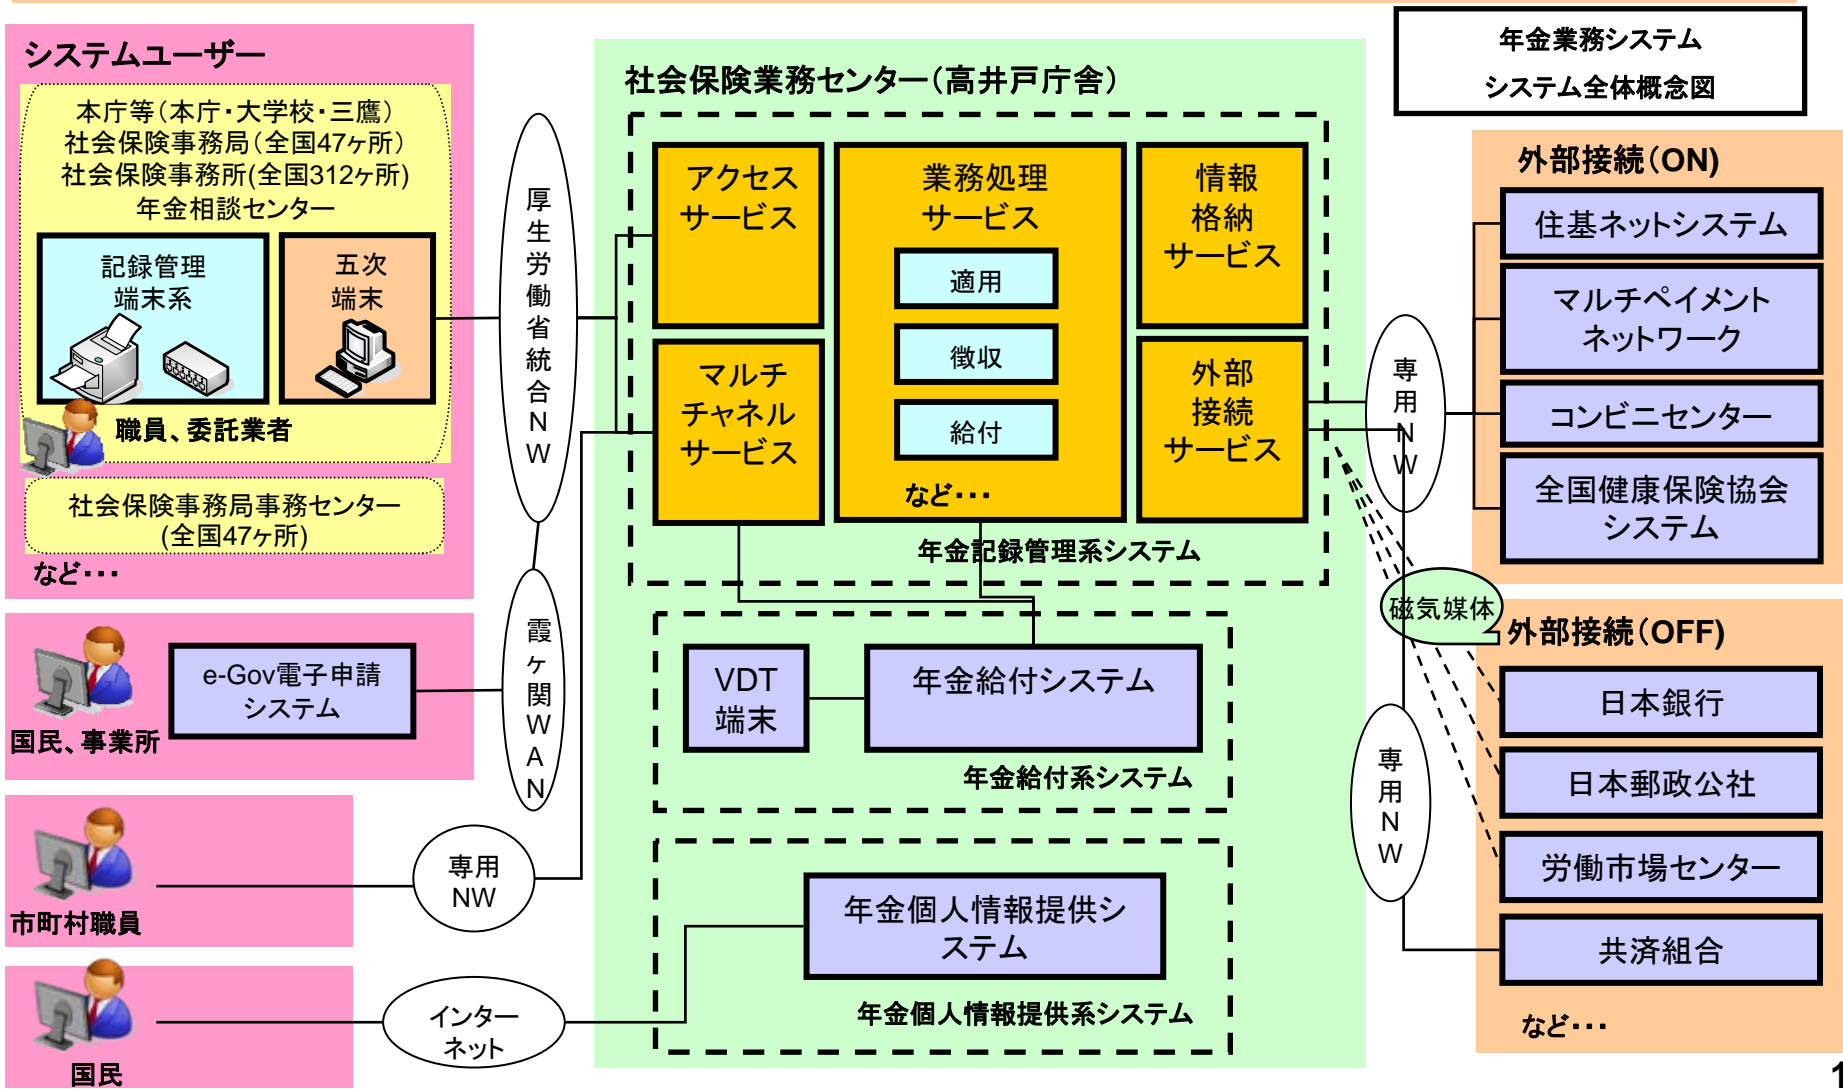 年金業務システム
システム全体概念図
システムユーザー
本庁等（本庁・大学校・三鷹）
社会保険事務局（全国47ヶ所）
社会保険事務所(全国312ヶ所)
年金相談センター
記録管理
端末系
五次
端末
職員、委託業者
社会保険事務局事務センター
(全国47ヶ所)
など・・・
e-Gov電子申請
システム
国民、事業所
市町村職員
国民
厚生労働省統合NW
霞ヶ関WAN
専用
NW
インター
ネット
社会保険業務センター（高井戸庁舎）
アクセス
サービス
マルチ
チャネル
サービス
業務処理
サービス
適用
徴収
給付
など・・・
情報
格納
サービス
外部
接続
サービス
年金記録管理系システム
VDT
端末
年金給付システム
年金給付系システム
年金個人情報提供シ
ステム
年金個人情報提供系システム
専用NW
磁気媒体
専用NW
外部接続（ON)
住基ネットシステム
マルチペイメント
ネットワーク
コンビニセンター
全国健康保険協会
システム
外部接続（OFF)
日本銀行
日本郵政公社
労働市場センター
共済組合
など・・・
1